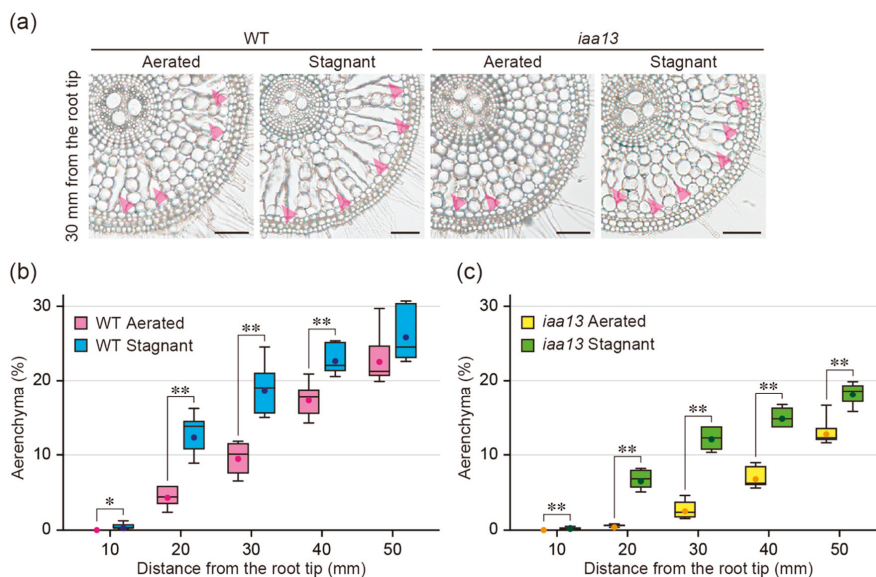 (a)
WT
iaa13
Aerated
Stagnant
Aerated
Stagnant
30 mm from the root tip
(b)
30
20
10
0
Aerenchyma (%)
WT Aerated
WT Stagnant
*
**
**
**
10
20
30
40
50
Distance from the root tip (mm)
(c)
30
20
10
0
Aerenchyma (%)
iaa13 Aerated
iaa13 Stagnant
**
**
**
**
**
10
20
30
40
50
Distance from the root tip (mm)